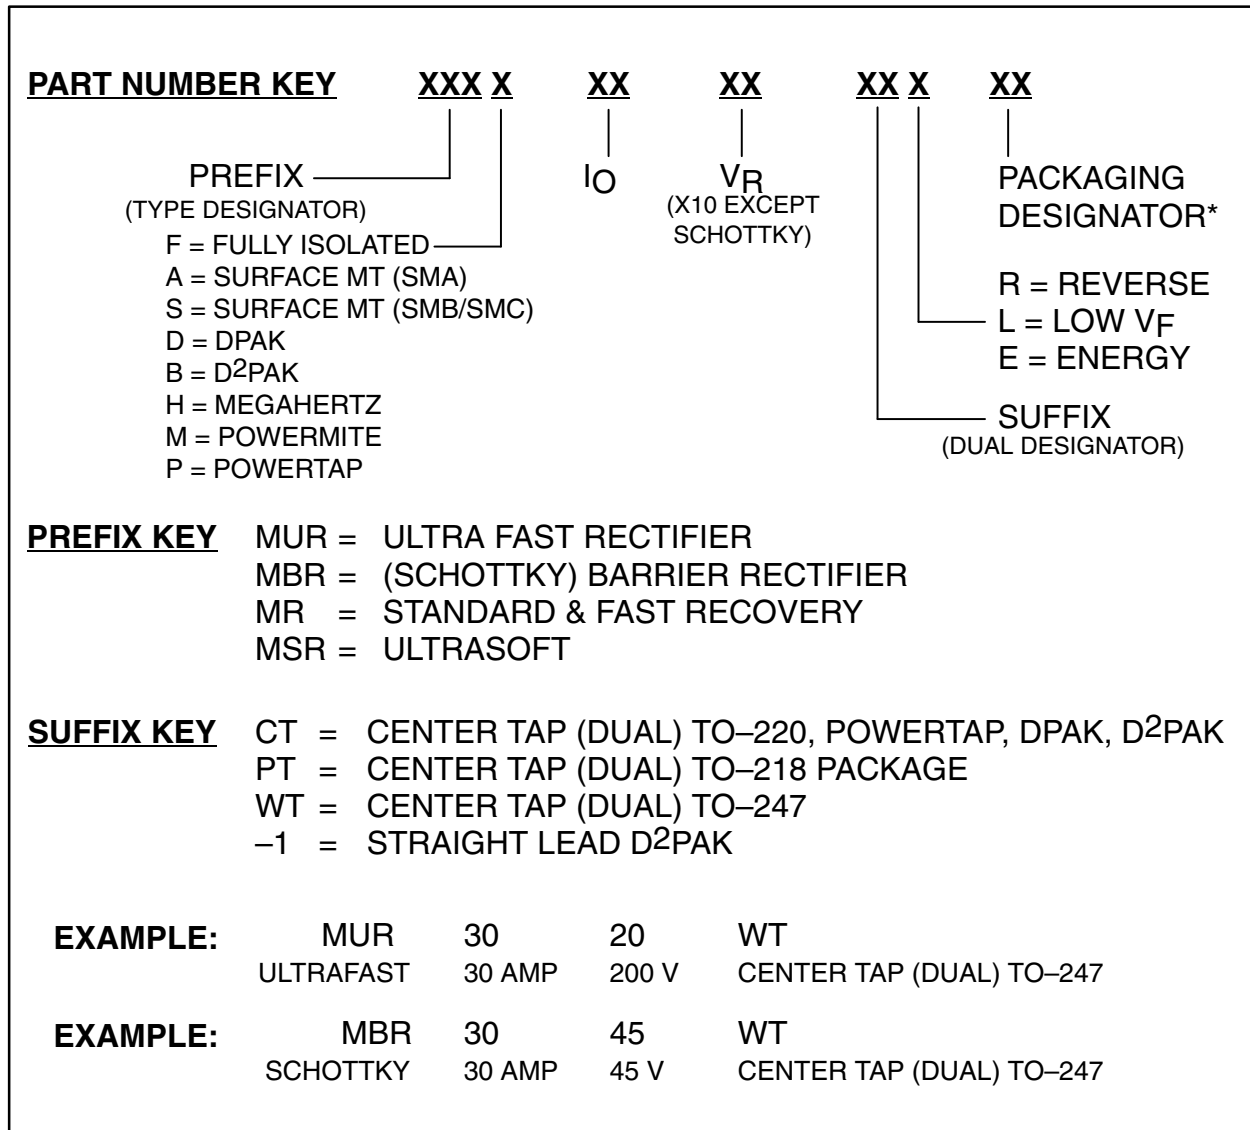 PART NUMBER KEY XXX X XX XX XX X XX
PREFIX IO VR PACKAGING
(TYPE DESIGNATOR) (X10 EXCEPT DESIGNATOR*
SCHOTTKY)
F = FULLY ISOLATED
A = SURFACE MT (SMA) R = REVERSE
S = SURFACE MT (SMB/SMC) L = LOW VF
D = DPAK E = ENERGY
B = D2PAK
H = MEGAHERTZ SUFFIX
M = POWERMITE (DUAL DESIGNATOR)
P = POWERTAP
PREFIX KEY MUR = ULTRA FAST RECTIFIER
MBR = (SCHOTTKY) BARRIER RECTIFIER
MR = STANDARD & FAST RECOVERY
MSR = ULTRASOFT
SUFFIX KEY CT = CENTER TAP (DUAL) TO–220, POWERTAP, DPAK, D2PAK
PT = CENTER TAP (DUAL) TO–218 PACKAGE
WT = CENTER TAP (DUAL) TO–247
–1 = STRAIGHT LEAD D2PAK
EXAMPLE: MUR 30 20 WT
ULTRAFAST 30 AMP 200 V CENTER TAP (DUAL) TO–247
EXAMPLE: MBR 30 45 WT
SCHOTTKY 30 AMP 45 V CENTER TAP (DUAL) TO–247